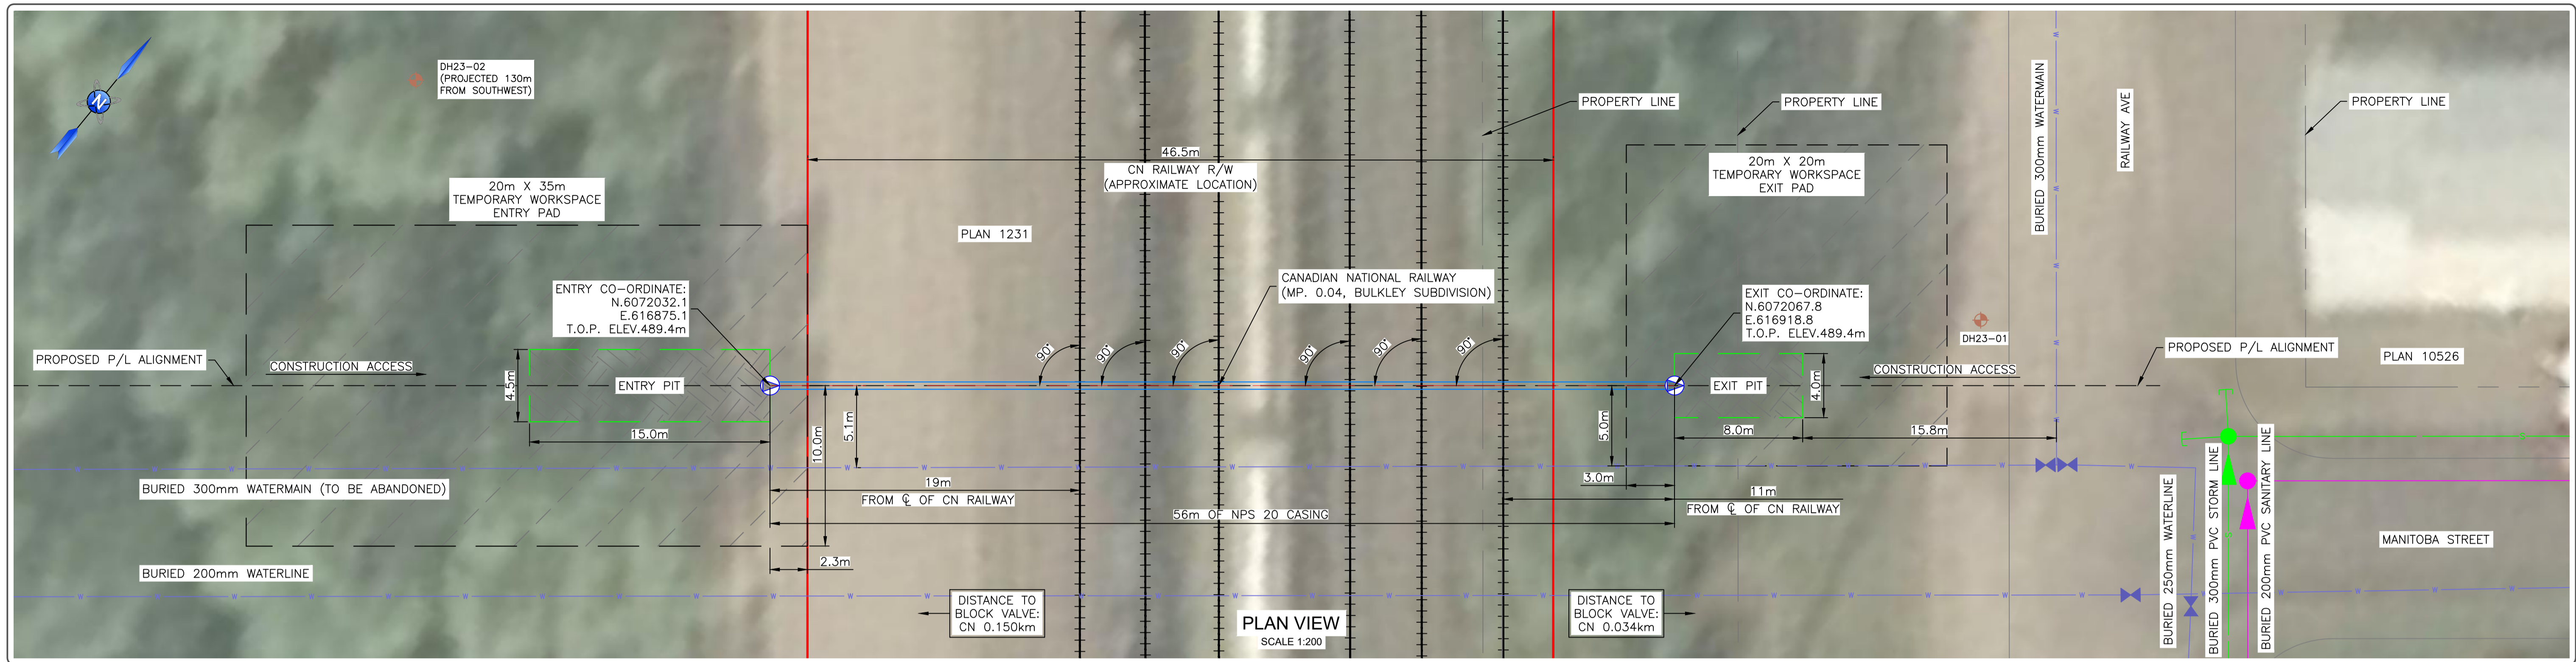 N
DH23-02
(PROJECTED 130m
FROM SOUTHWEST)
20m X 35m
TEMPORARY WORKSPACE
ENTRY PAD
ENTRY CO-ORDINATE:
N.6072032.1
E.616875.1
T.O.P. ELEV.489.4m
PROPOSED P/L ALIGNMENT
CONSTRUCTION ACCESS
4.5m
ENTRY PIT
15.0m
BURIED 300mm WATERMAIN (TO BE ABANDONED)
BURIED 200mm WATERLINE
46.5m
CN RAILWAY R/W
(APPROXIMATE LOCATION)
PLAN 1231
CANADIAN NATIONAL RAILWAY
(MP. 0.04, BULKLEY SUBDIVISION)
90°
90°
90°
90°
90°
90°
10.0m
5.1m
19m
FROM ℄ OF CN RAILWAY
56m OF NPS 20 CASING
2.3m
DISTANCE TO
BLOCK VALVE:
CN 0.150km
PLAN VIEW
SCALE 1:200
DISTANCE TO
BLOCK VALVE:
CN 0.034km
PROPERTY LINE
PROPERTY LINE
20m X 20m
TEMPORARY WORKSPACE
EXIT PAD
EXIT CO-ORDINATE:
N.6072067.8
E.616918.8
T.O.P. ELEV.489.4m
EXIT PIT
5.0m
4.0m
8.0m
15.8m
3.0m
11m
FROM ℄ OF CN RAILWAY
DH23-01
CONSTRUCTION ACCESS
PROPOSED P/L ALIGNMENT
BURIED 300mm WATERMAIN
RAILWAY AVE
PROPERTY LINE
PLAN 10526
BURIED 250mm WATERLINE
BURIED 300mm PVC STORM LINE
BURIED 200mm PVC SANITARY LINE
MANITOBA STREET